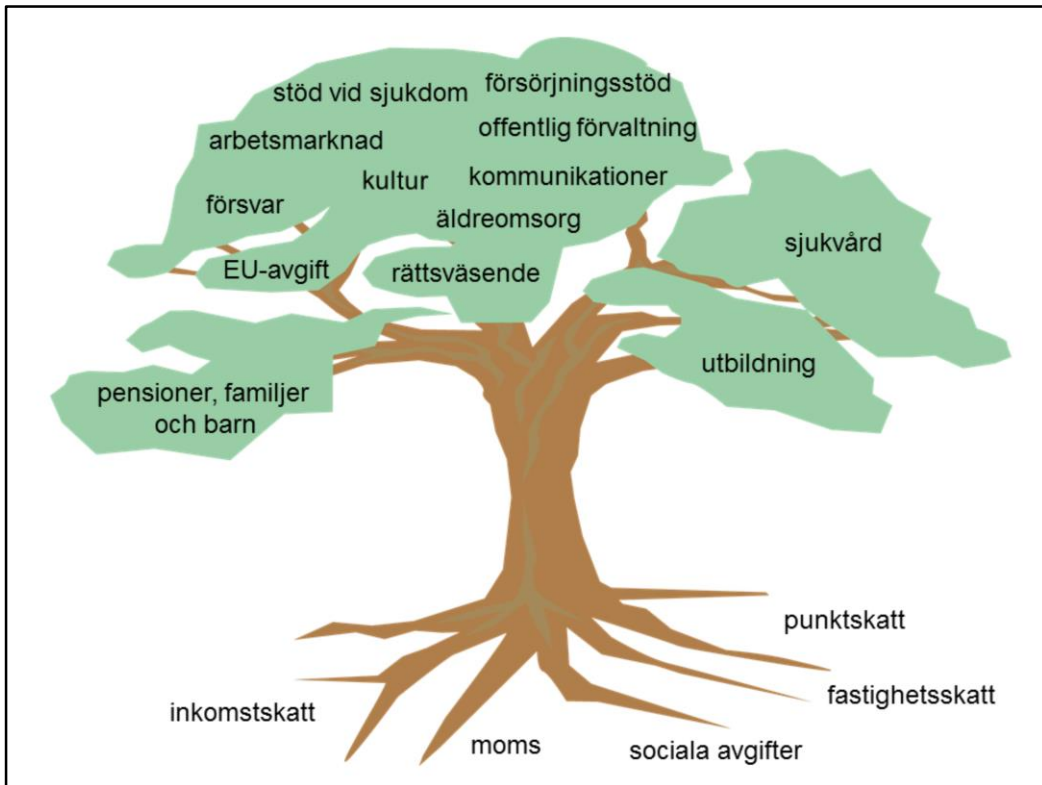 försörjningsstöd
stöd vid sjukdom
offentlig förvaltning
arbetsmarknad
kultur
kommunikationer
försvar
äldreomsorg
sjukvård
EU-avgift
rättsväsende
utbildning
pensioner, familjer
och barn
punktskatt
fastighetsskatt
inkomstskatt
moms
sociala avgifter